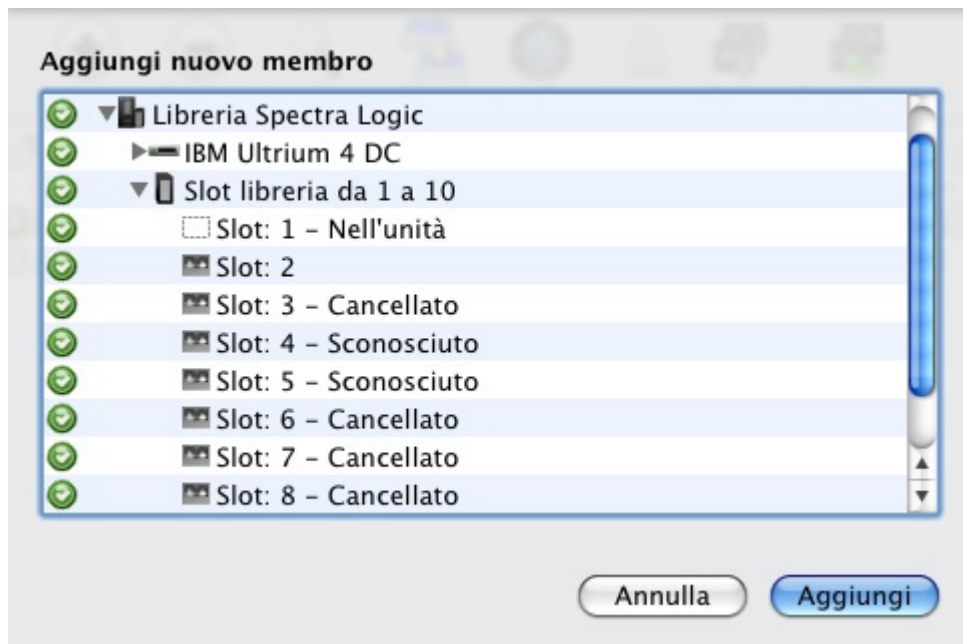 Aggiungi nuovo membro
Libreria Spectra Logic
IBM Ultrium 4 DC
Slot libreria da 1 a 10
Slot: 1 – Nell'unità
Slot: 2
Slot: 3 – Cancellato
Slot: 4 – Sconosciuto
Slot: 5 – Sconosciuto
Slot: 6 – Cancellato
Slot: 7 – Cancellato
Slot: 8 – Cancellato
Annulla Aggiungi